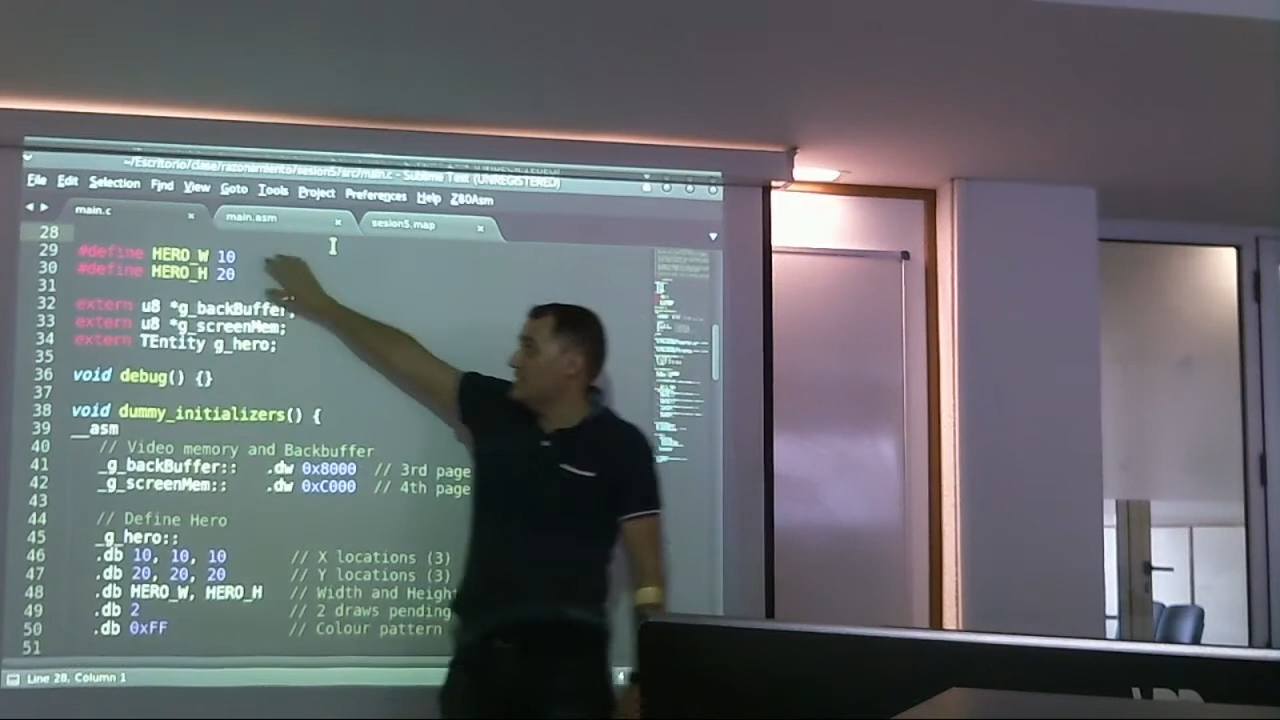 ~/Escritorio/clase/razonamiento/sesion5/src/main.c - Sublime Text (UNREGISTERED)
File Edit Selection Find View Goto Tools Project Preferences Help Z80Asm
main.c × main.asm × sesion5.map ×
28
29 #define HERO_W 10
30 #define HERO_H 20
31
32 extern u8 *g_backBuffer;
33 extern u8 *g_screenMem;
34 extern TEntity g_hero;
35
36 void debug() {}
37
38 void dummy_initializers() {
39 __asm
40 // Video memory and Backbuffer
41 _g_backBuffer:: .dw 0x8000 // 3rd page
42 _g_screenMem:: .dw 0xC000 // 4th page
43
44 // Define Hero
45 _g_hero::
46 .db 10, 10, 10 // X locations (3)
47 .db 20, 20, 20 // Y locations (3)
48 .db HERO_W, HERO_H // Width and Height
49 .db 2 // 2 draws pending
50 .db 0xFF // Colour pattern
51
Line 28, Column 1